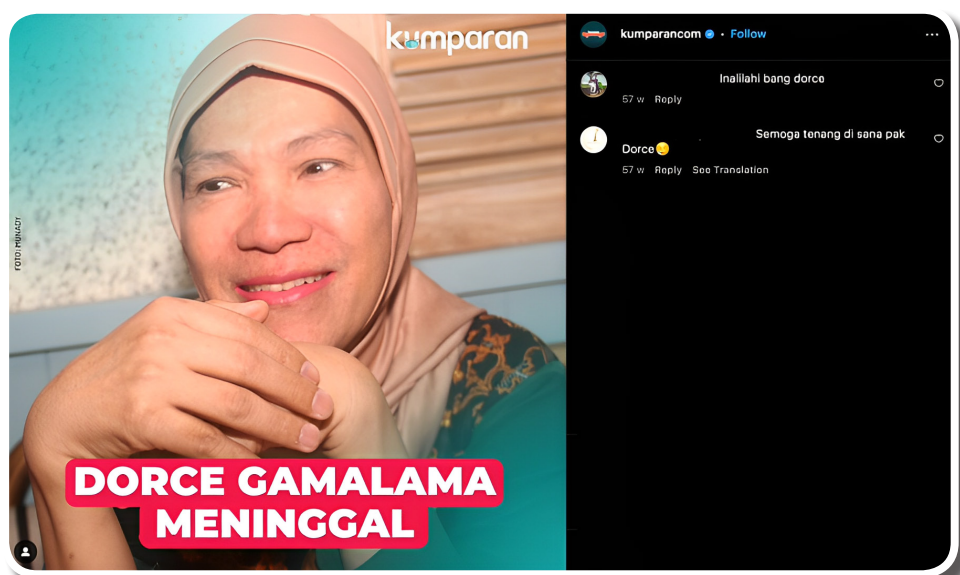 kumparan
FOTO: MUNADY
DORCE GAMALAMA
MENINGGAL
kumparancom • Follow
Inalilahi bang dorce
57 w Reply
Semoga tenang di sana pak
Dorce😔
57 w Reply See Translation